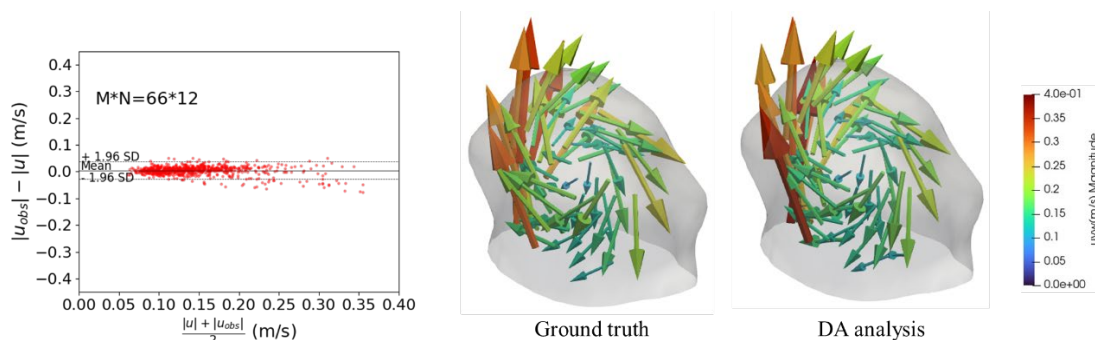 0.4
0.3
0.2
0.1
0.0
−0.1
−0.2
−0.3
−0.4
|u_obs| − |u| (m/s)
M*N=66*12
+ 1.96 SD
Mean
- 1.96 SD
0.00 0.05 0.10 0.15 0.20 0.25 0.30 0.35 0.40
|u| + |u_obs|
2
(m/s)
Ground truth
DA analysis
4.0e-01
0.35
0.3
0.25
0.2
0.15
0.1
0.05
0.0e+00
uvw(m/s) Magnitude